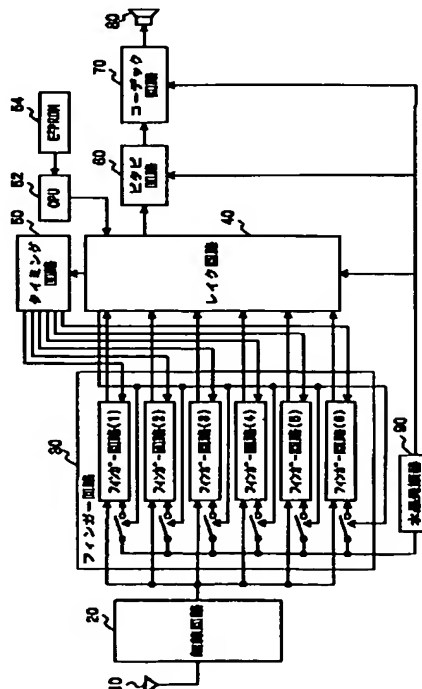 10
20
無線回路
30
フィンガー回路
フィンガー回路(1)
フィンガー回路(2)
フィンガー回路(3)
フィンガー回路(4)
フィンガー回路(5)
フィンガー回路(6)
40
レイク回路
50
タイミング
回路
52
CPU
54
60
ビタビ
回路
70
コーデック
回路
80
90
水晶発振器